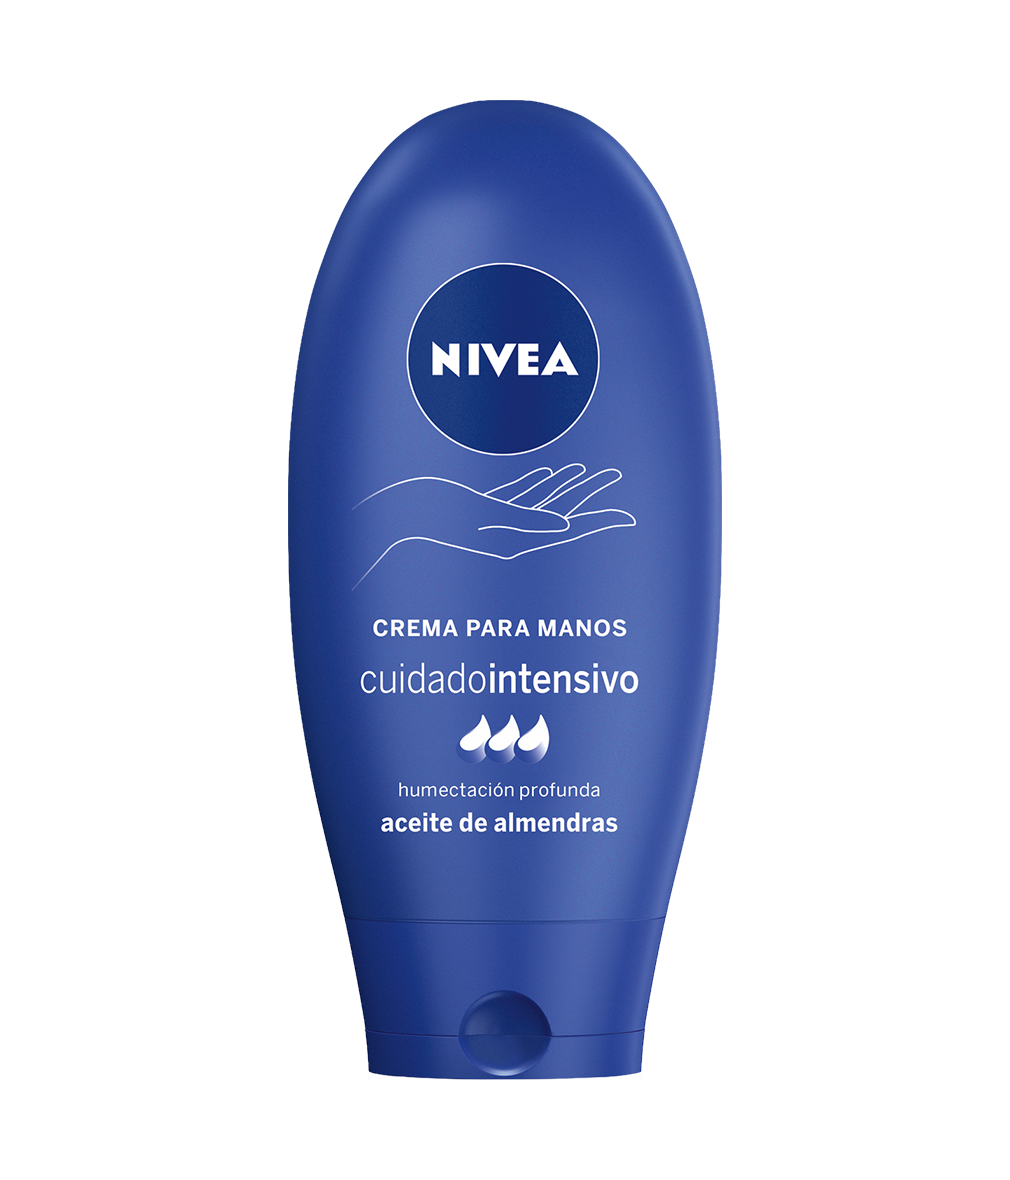 NIVEA
CREMA PARA MANOS
cuidadointensivo
humectación profunda
aceite de almendras